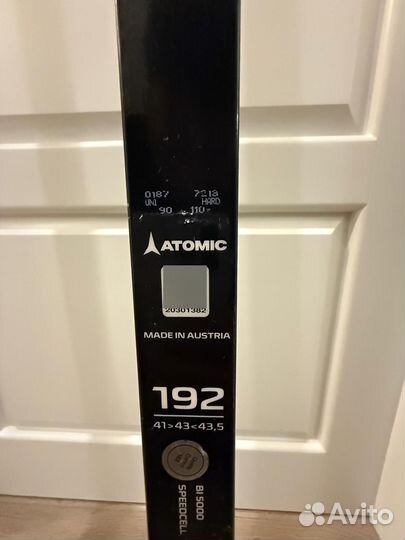 0187 7213
UNI HARD
90 110-
ATOMIC
20301382
MADE IN AUSTRIA
192
41>43<43,5
BI 5000
SPEEDCELL
Avito